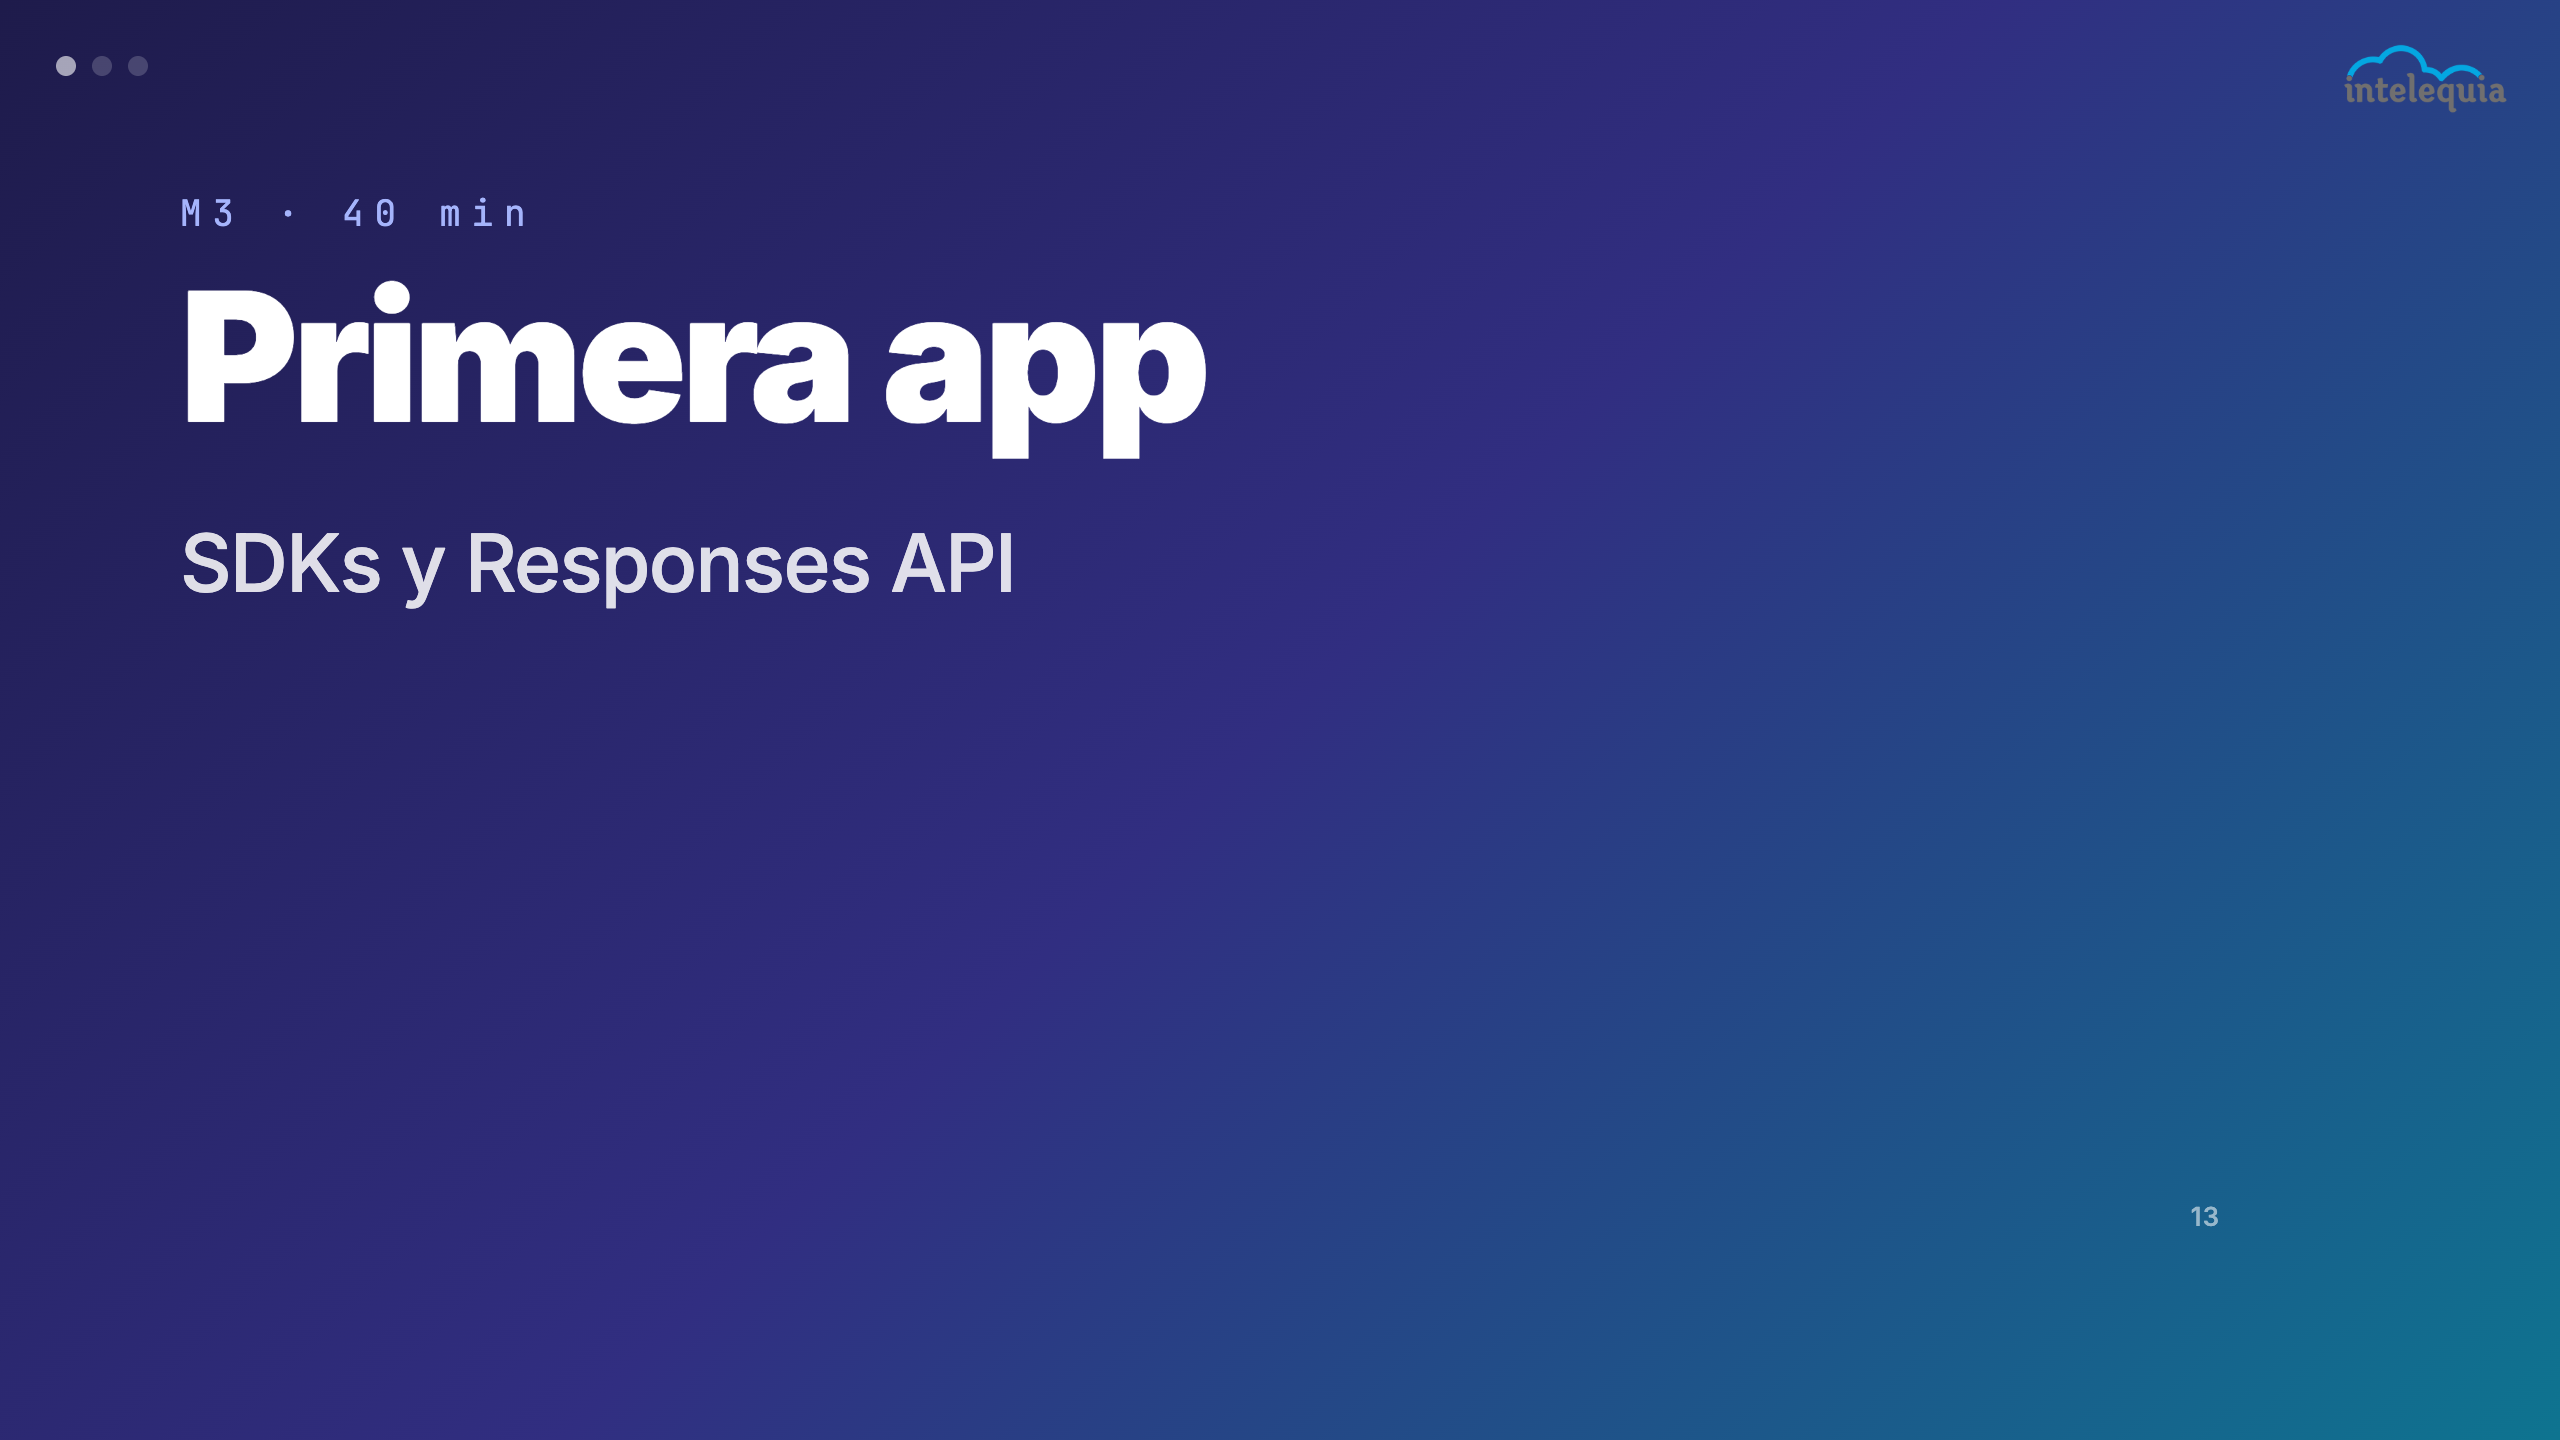 intelequia
M3 · 40 min
Primera app
SDKs y Responses API
13